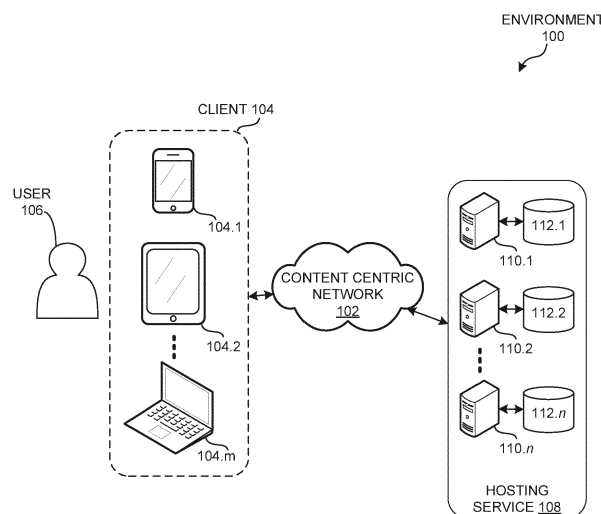 ENVIRONMENT
100
CLIENT 104
USER
106
104.1
104.2
104.m
CONTENT CENTRIC
NETWORK
102
112.1
110.1
112.2
110.2
112.n
110.n
HOSTING
SERVICE 108